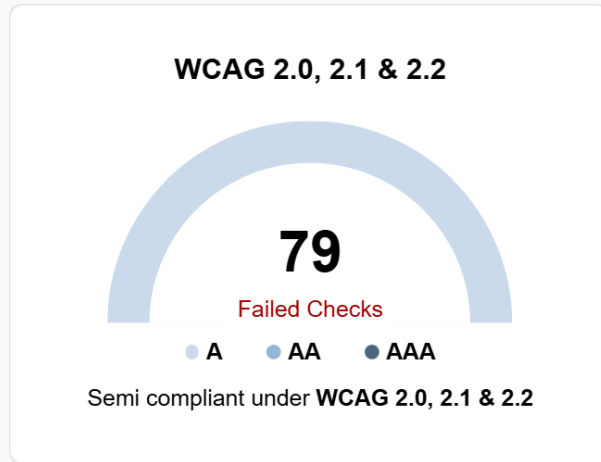 WCAG 2.0, 2.1 & 2.2
79
Failed Checks
A AA AAA
Semi compliant under WCAG 2.0, 2.1 & 2.2